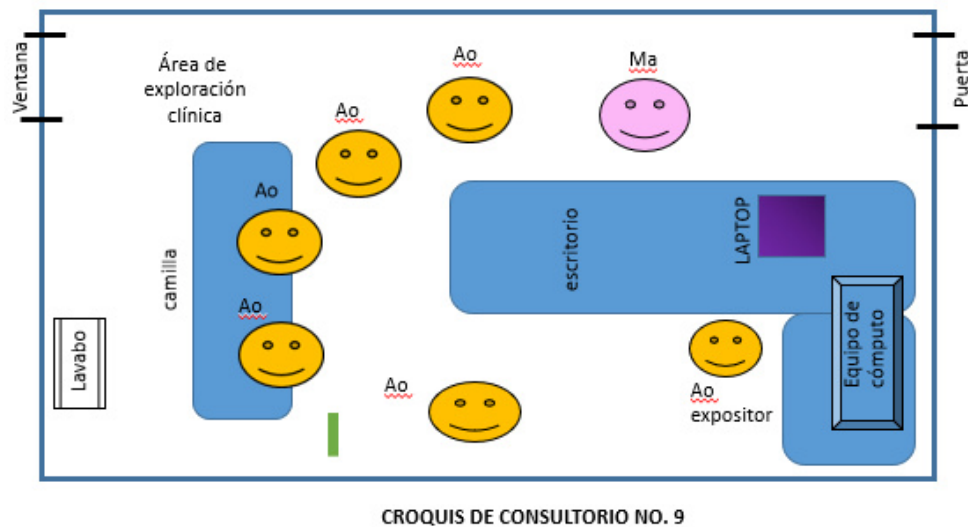 Ventana
Área de
exploración
clínica
Ao
Ao
Ma
Puerta
Ao
camilla
Ao
Lavabo
Ao
escritorio
LAPTOP
Equipo de
cómputo
Ao
expositor
CROQUIS DE CONSULTORIO NO. 9